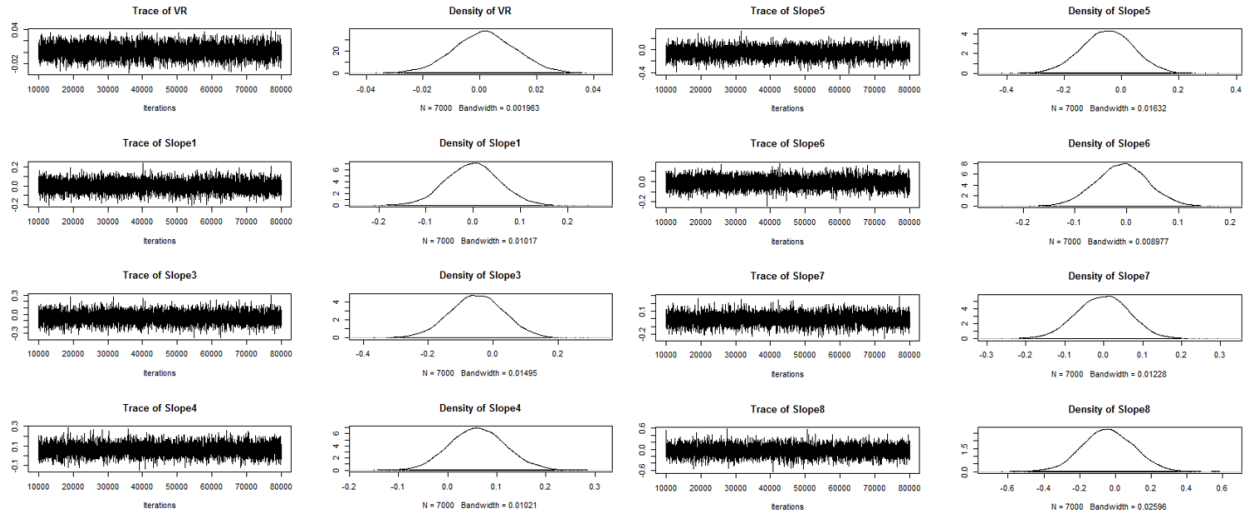 Trace of VR
0.04
-0.02
10000 20000 30000 40000 50000 60000 70000 80000
Iterations
Density of VR
20
0
-0.04 -0.02 0.00 0.02 0.04
N = 7000 Bandwidth = 0.001963
Trace of Slope5
0.0
-0.4
10000 20000 30000 40000 50000 60000 70000 80000
Iterations
Density of Slope5
4
2
0
-0.4 -0.2 0.0 0.2 0.4
N = 7000 Bandwidth = 0.01632
Trace of Slope1
0.2
0.0
-0.2
10000 20000 30000 40000 50000 60000 70000 80000
Iterations
Density of Slope1
6
4
2
0
-0.2 -0.1 0.0 0.1 0.2
N = 7000 Bandwidth = 0.01017
Trace of Slope6
0.0
-0.2
10000 20000 30000 40000 50000 60000 70000 80000
Iterations
Density of Slope6
8
6
4
2
0
-0.2 -0.1 0.0 0.1 0.2
N = 7000 Bandwidth = 0.008977
Trace of Slope3
0.3
0.0
-0.3
10000 20000 30000 40000 50000 60000 70000 80000
Iterations
Density of Slope3
4
2
0
-0.4 -0.2 0.0 0.2
N = 7000 Bandwidth = 0.01495
Trace of Slope7
0.1
-0.2
10000 20000 30000 40000 50000 60000 70000 80000
Iterations
Density of Slope7
4
2
0
-0.3 -0.2 -0.1 0.0 0.1 0.2 0.3
N = 7000 Bandwidth = 0.01228
Trace of Slope4
0.3
0.1
-0.1
10000 20000 30000 40000 50000 60000 70000 80000
Iterations
Density of Slope4
6
4
2
0
-0.2 -0.1 0.0 0.1 0.2 0.3
N = 7000 Bandwidth = 0.01021
Trace of Slope8
0.6
0.0
-0.6
10000 20000 30000 40000 50000 60000 70000 80000
Iterations
Density of Slope8
1.5
0.0
-0.6 -0.4 -0.2 0.0 0.2 0.4 0.6
N = 7000 Bandwidth = 0.02596